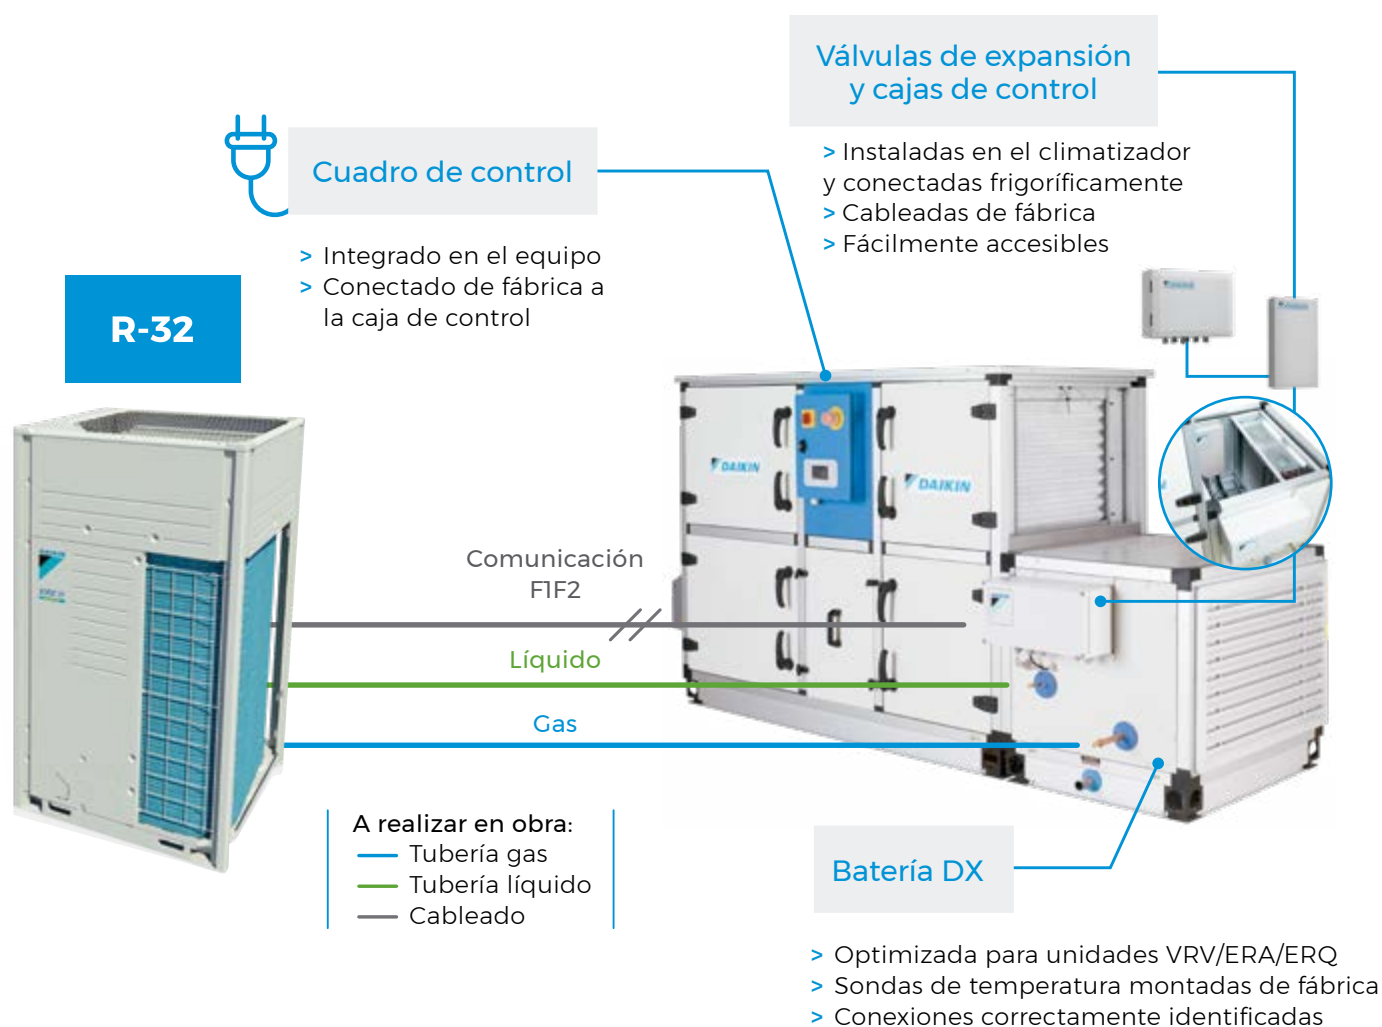 Válvulas de expansión
y cajas de control
> Instaladas en el climatizador
y conectadas frigoríficamente
> Cableadas de fábrica
> Fácilmente accesibles
Cuadro de control
> Integrado en el equipo
> Conectado de fábrica a
la caja de control
R-32
DAIKIN
DAIKIN
DAIKIN
DAIKIN
Comunicación
F1F2
Líquido
Gas
A realizar en obra:
Tubería gas
Tubería líquido
Cableado
Batería DX
> Optimizada para unidades VRV/ERA/ERQ
> Sondas de temperatura montadas de fábrica
> Conexiones correctamente identificadas